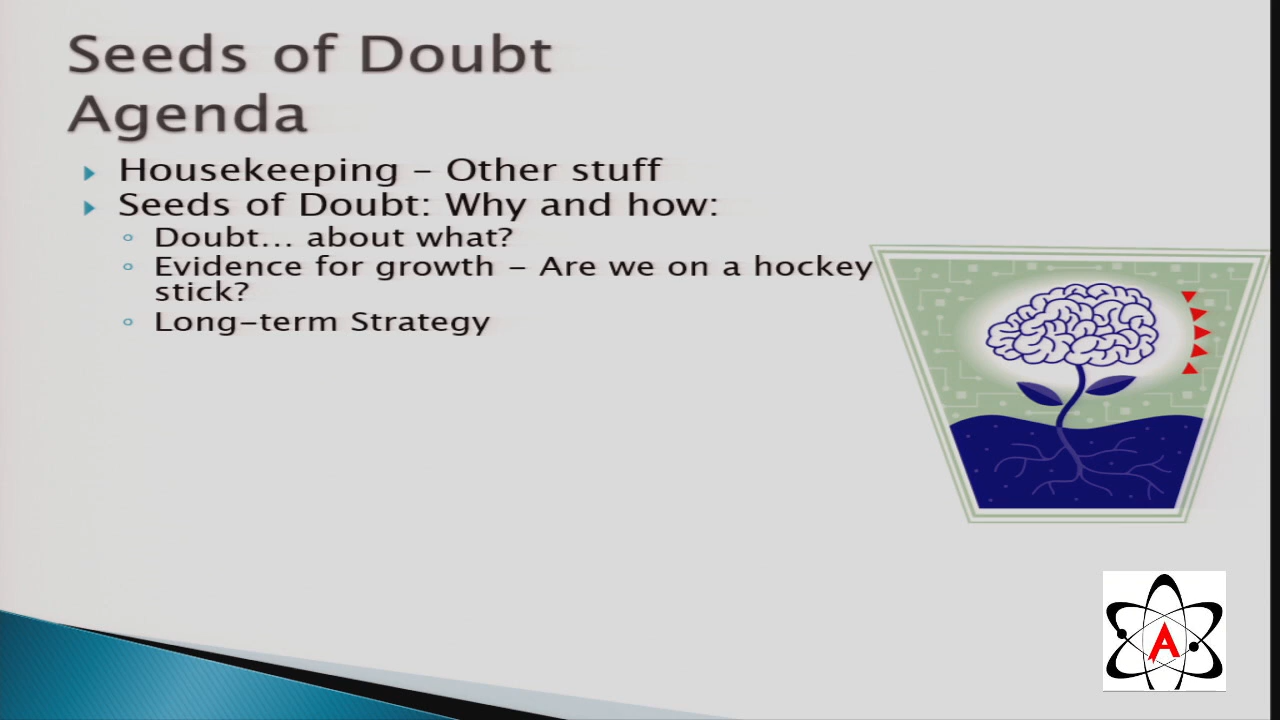 Seeds of Doubt
Agenda
Housekeeping – Other stuff
Seeds of Doubt: Why and how:
Doubt... about what?
Evidence for growth – Are we on a hockey
stick?
Long-term Strategy
A